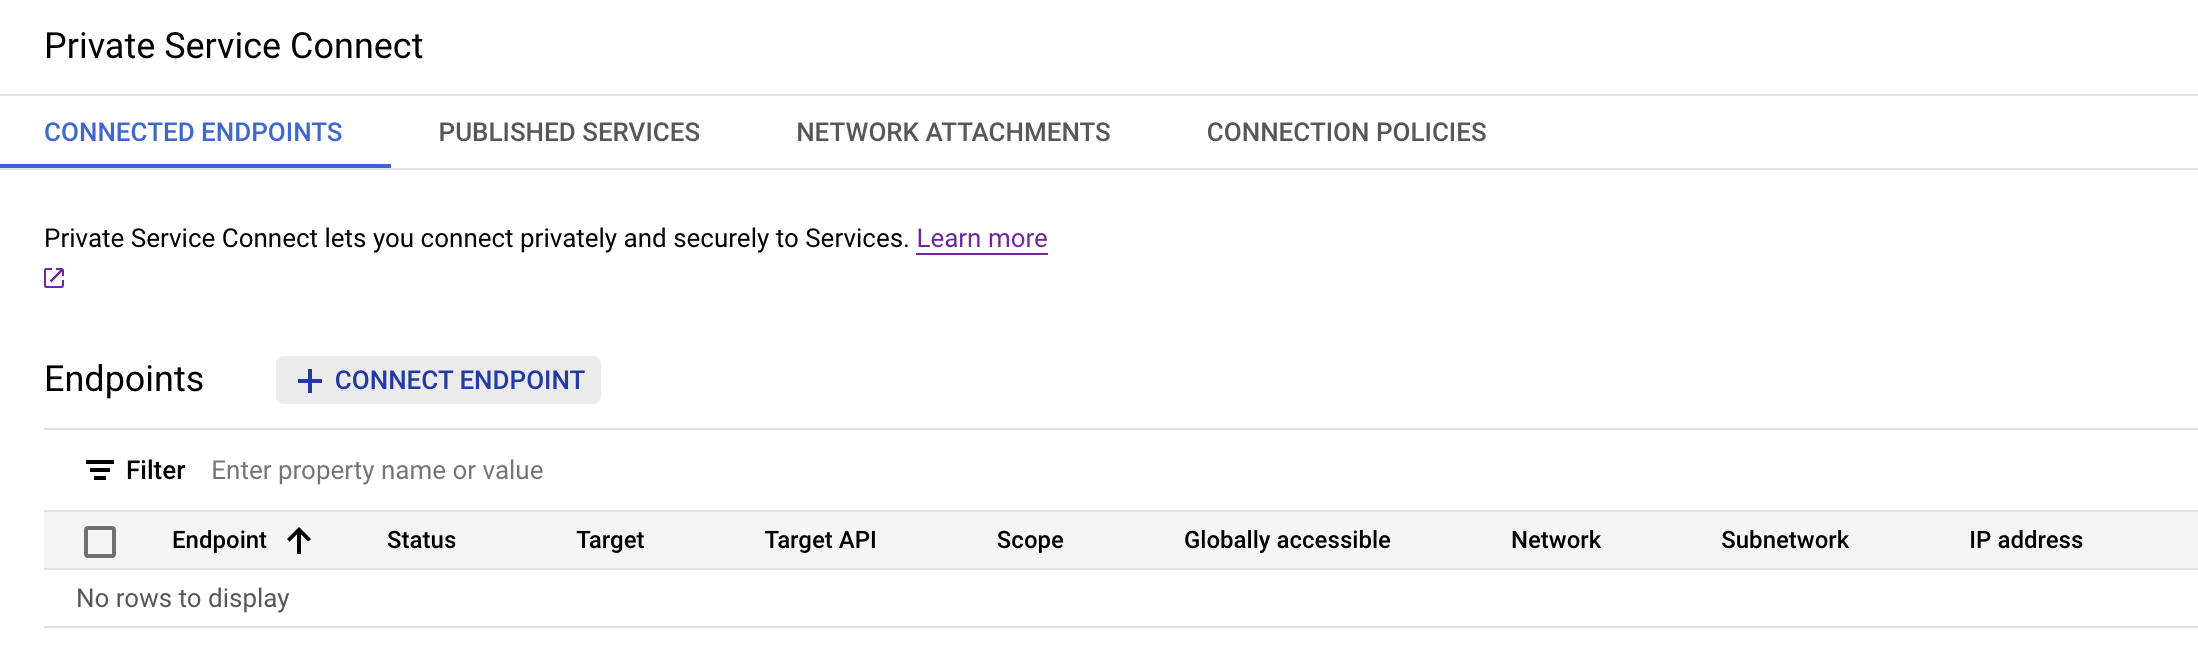 Private Service Connect
CONNECTED ENDPOINTS PUBLISHED SERVICES NETWORK ATTACHMENTS CONNECTION POLICIES
Private Service Connect lets you connect privately and securely to Services. Learn more
Endpoints + CONNECT ENDPOINT
Filter Enter property name or value
Endpoint Status Target Target API Scope Globally accessible Network Subnetwork IP address
No rows to display